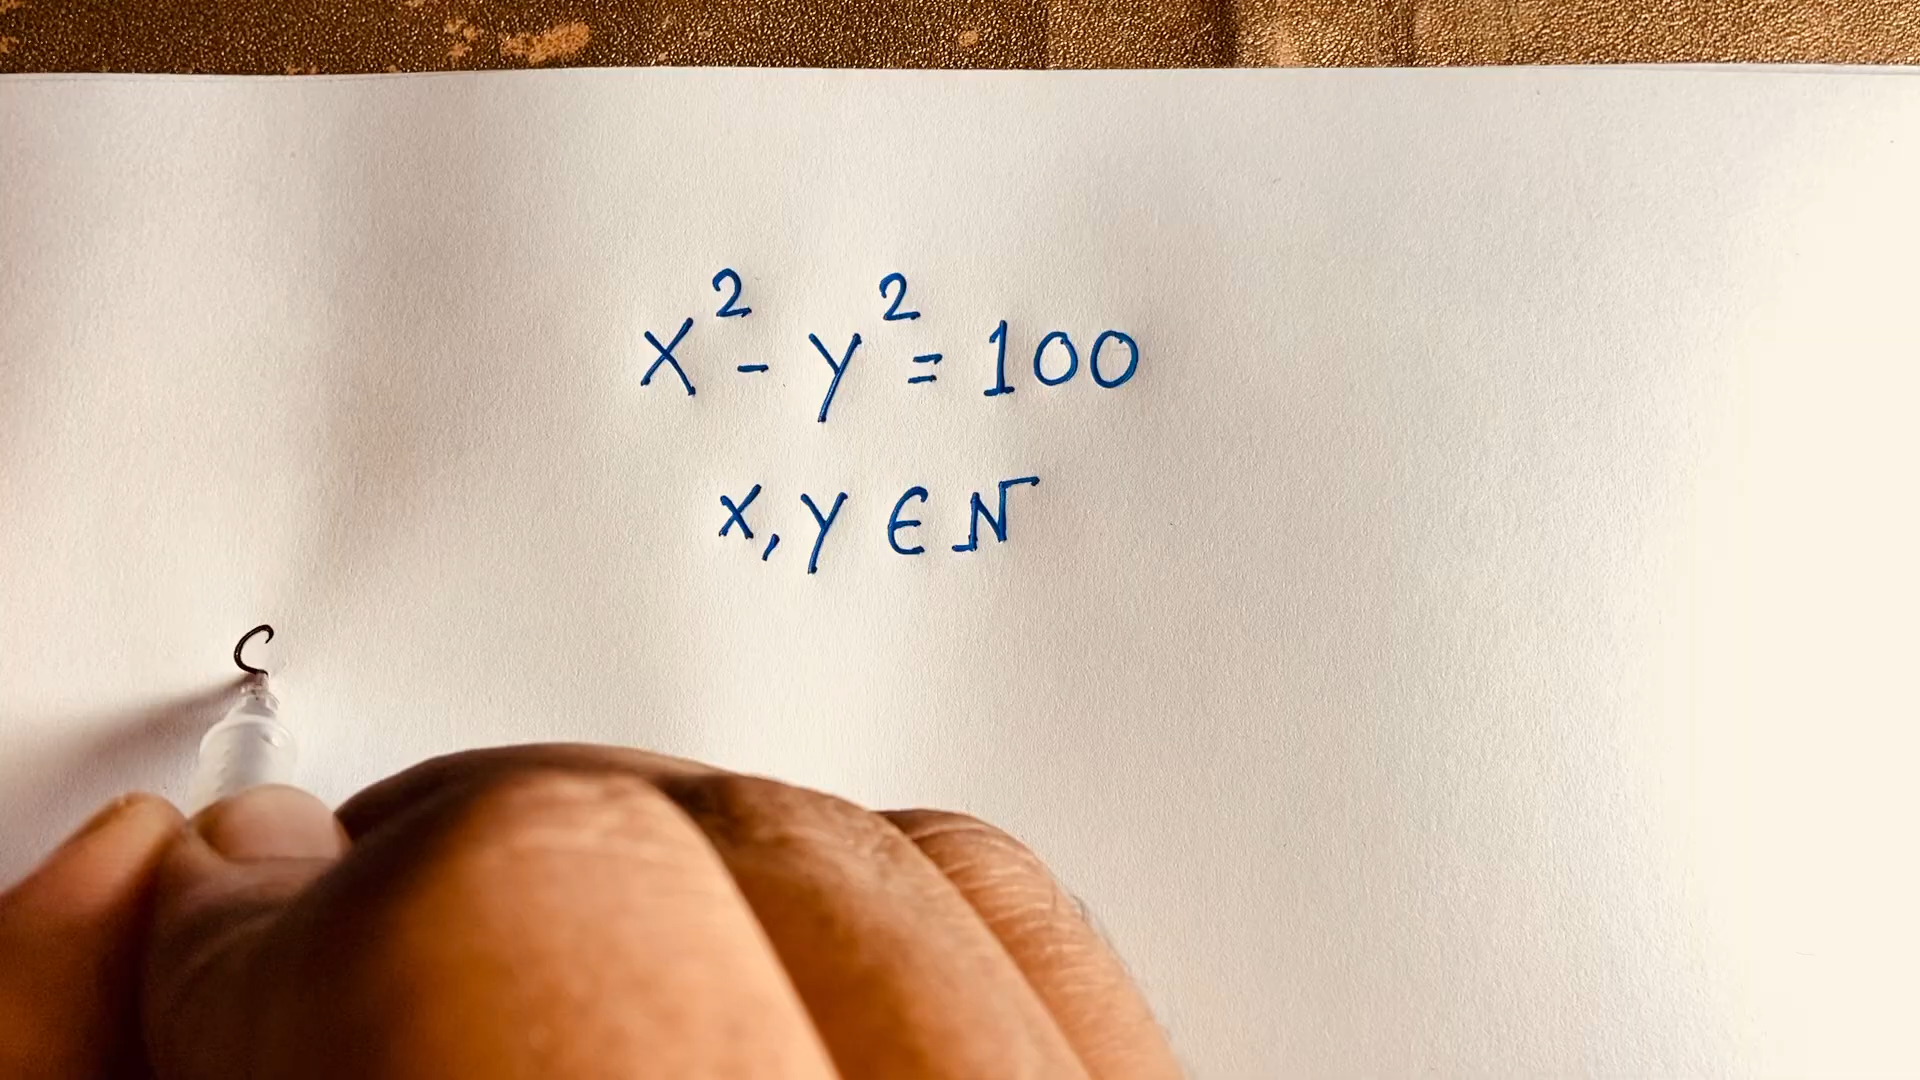 x² - y² = 100
x, y ∈ N